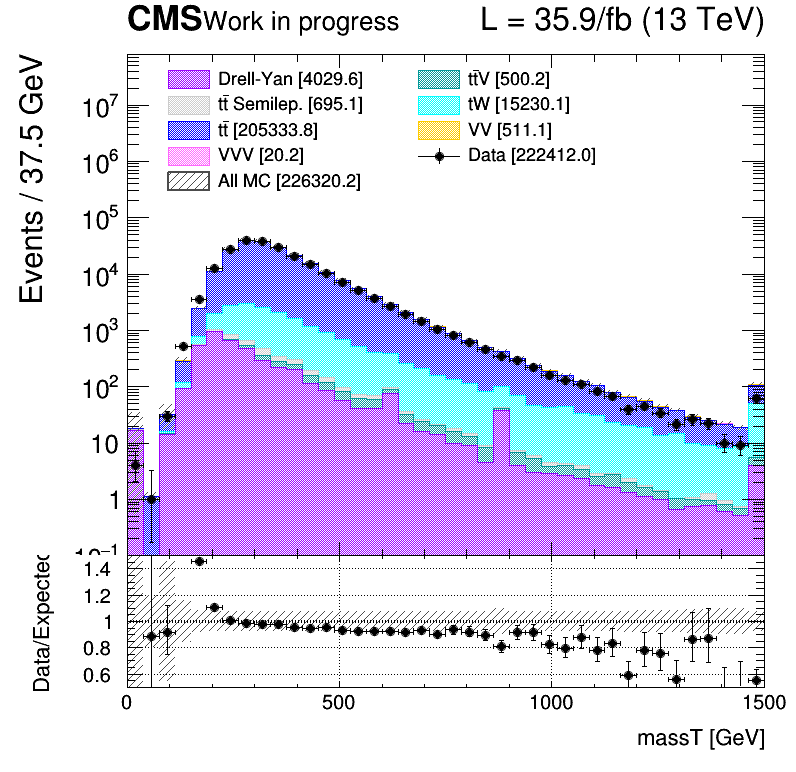 CMS Work in progress L = 35.9/fb (13 TeV)
Events / 37.5 GeV
Drell-Yan [4029.6]
tt̄ Semilep. [695.1]
tt̄ [205333.8]
VVV [20.2]
All MC [226320.2]
tt̄V [500.2]
tW [15230.1]
VV [511.1]
Data [222412.0]
10⁷
10⁶
10⁵
10⁴
10³
10²
10
1
10⁻¹
Data/Expected
1.4
1.2
1
0.8
0.6
0 500 1000 1500
massT [GeV]